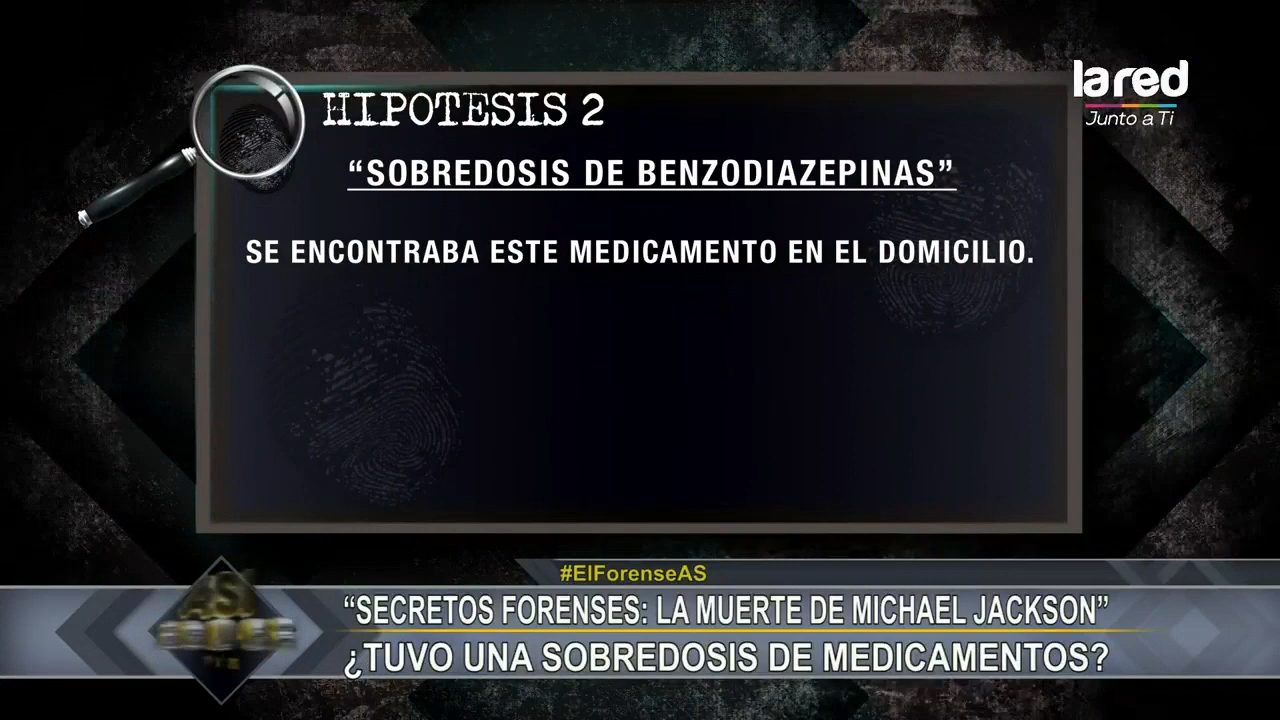 la red
Junto a Ti
HIPOTESIS 2
“SOBREDOSIS DE BENZODIAZEPINAS”
SE ENCONTRABA ESTE MEDICAMENTO EN EL DOMICILIO.
#ElForenseAS
“SECRETOS FORENSES: LA MUERTE DE MICHAEL JACKSON”
¿TUVO UNA SOBREDOSIS DE MEDICAMENTOS?